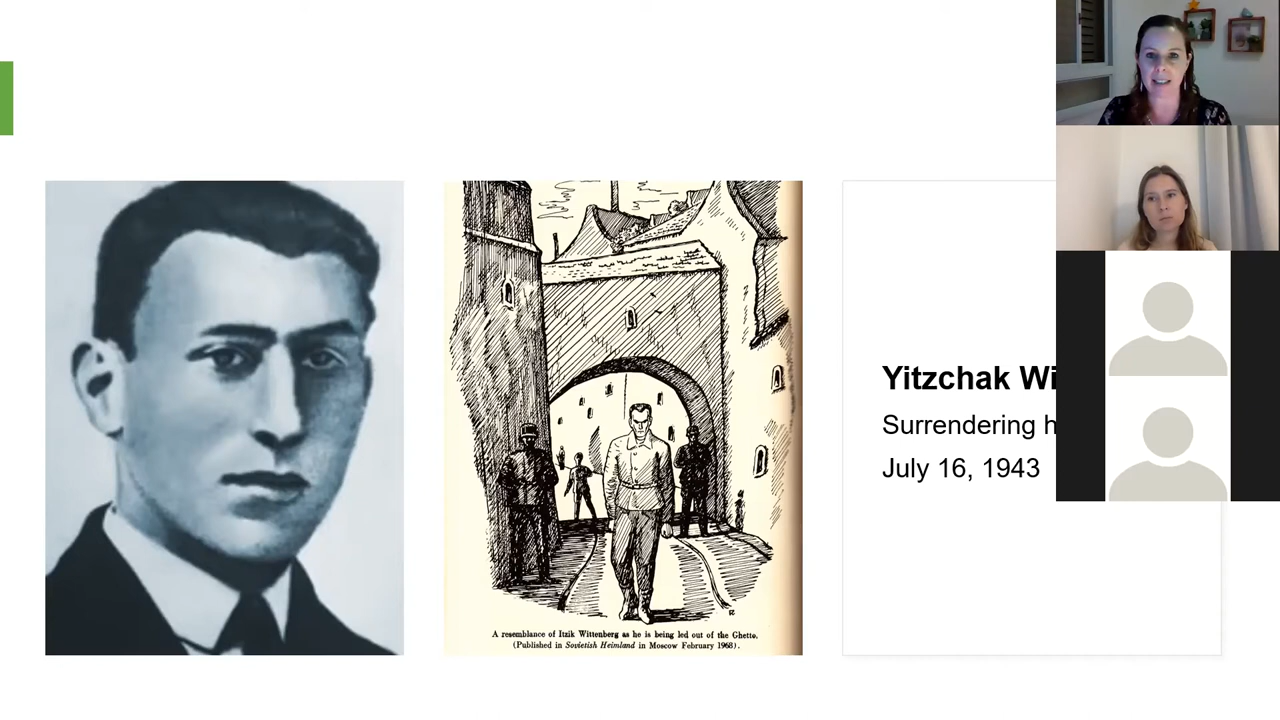 A resemblance of Itzik Wittenberg as he is being led out of the Ghetto.
(Published in Sovietish Heimland in Moscow February 1968).
Yitzchak Wi
Surrendering h
July 16, 1943